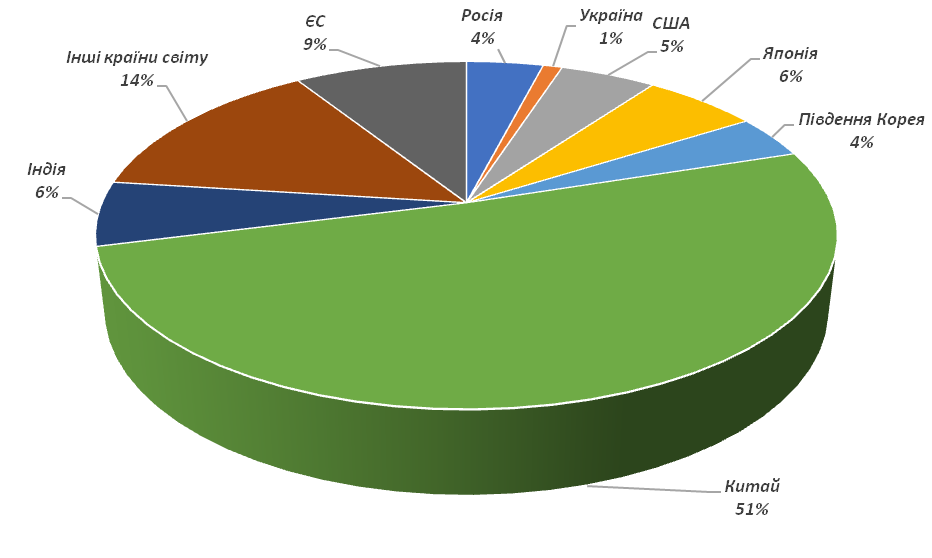 ЄС
9%
Росія
4%
Україна
1%
США
5%
Японія
6%
Південня Корея
4%
Китай
51%
Індія
6%
Інші країни світу
14%